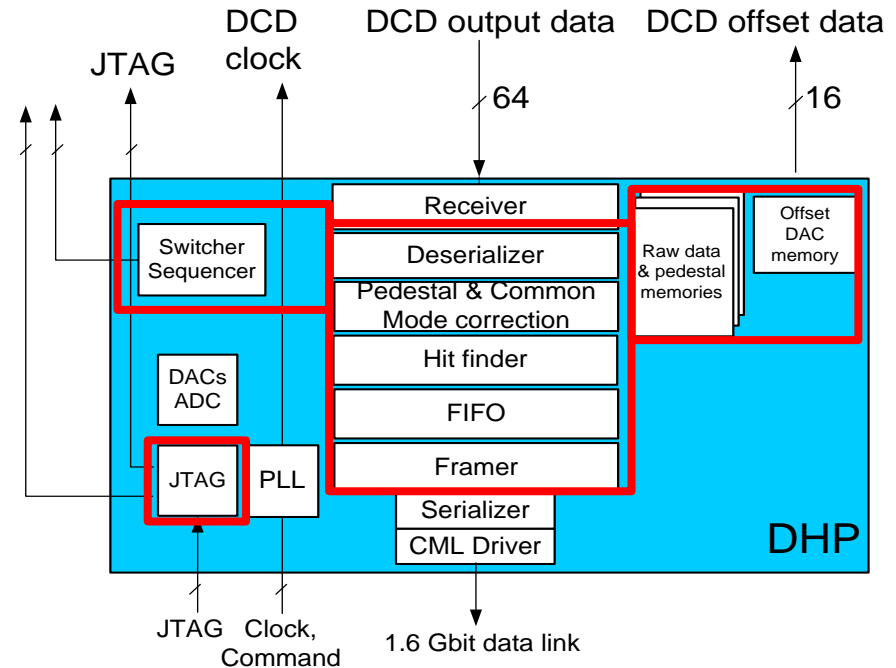 DCD
clock
DCD output data
DCD offset data
JTAG
64
16
Receiver
Deserializer
Pedestal & Common
Mode correction
Hit finder
FIFO
Framer
Serializer
CML Driver
Switcher
Sequencer
DACs
ADC
JTAG
PLL
Raw data
& pedestal
memories
Offset
DAC
memory
DHP
JTAG
Clock,
Command
1.6 Gbit data link